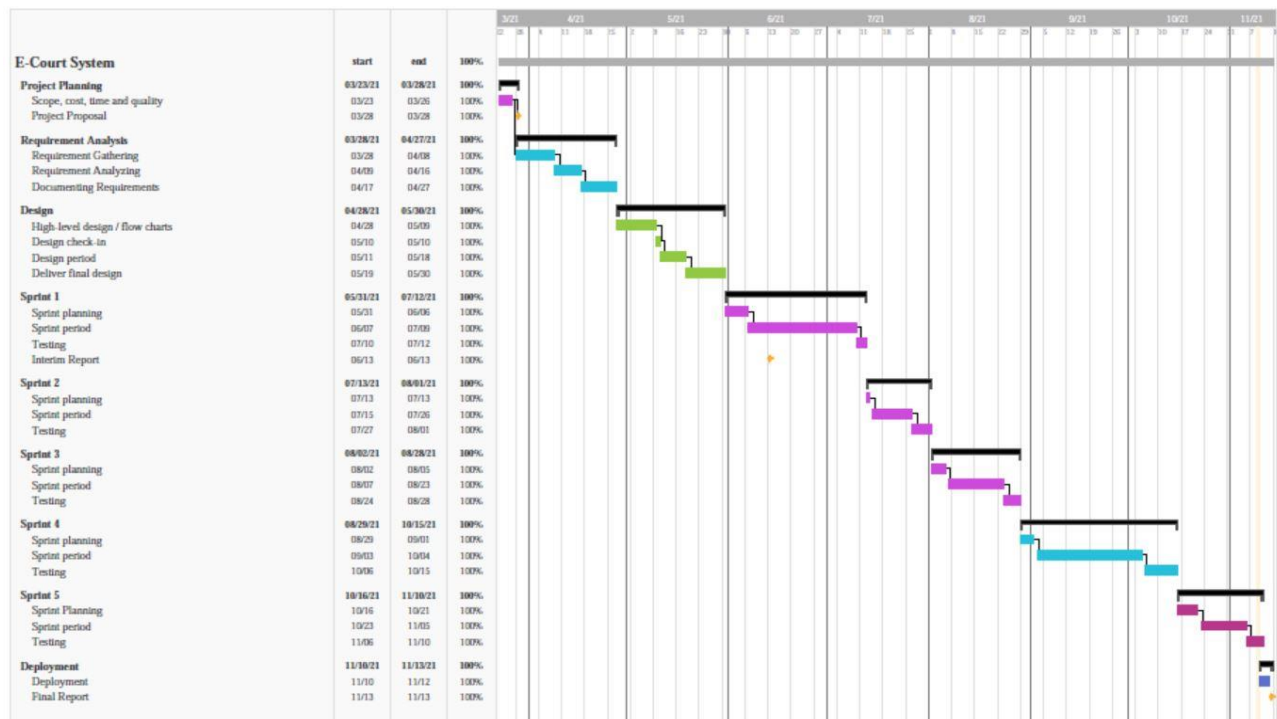 3/21 4/21 5/21 6/21 7/21 8/21 9/21 10/21 11/21
E-Court System start end 100%
Project Planning 03/23/21 03/28/21 100%
Scope, cost, time and quality 03/23 03/26 100%
Project Proposal 03/28 03/28 100%
Requirement Analysis 03/28/21 04/27/21 100%
Requirement Gathering 03/28 04/08 100%
Requirement Analyzing 04/09 04/16 100%
Documenting Requirements 04/17 04/27 100%
Design 04/28/21 05/30/21 100%
High-level design / flow charts 04/28 05/09 100%
Design check-in 05/10 05/10 100%
Design period 05/11 05/18 100%
Deliver final design 05/19 05/30 100%
Sprint 1 05/31/21 07/12/21 100%
Sprint planning 05/31 06/06 100%
Sprint period 06/07 07/09 100%
Testing 07/10 07/12 100%
Interim Report 06/13 06/13 100%
Sprint 2 07/13/21 08/01/21 100%
Sprint planning 07/13 07/13 100%
Sprint period 07/15 07/26 100%
Testing 07/27 08/01 100%
Sprint 3 08/02/21 08/28/21 100%
Sprint planning 08/02 08/05 100%
Sprint period 08/07 08/23 100%
Testing 08/24 08/28 100%
Sprint 4 08/29/21 10/15/21 100%
Sprint planning 08/29 09/01 100%
Sprint period 09/03 10/04 100%
Testing 10/06 10/15 100%
Sprint 5 10/16/21 11/10/21 100%
Sprint Planning 10/16 10/21 100%
Sprint period 10/23 11/05 100%
Testing 11/06 11/10 100%
Deployment 11/10/21 11/13/21 100%
Deployment 11/10 11/12 100%
Final Report 11/13 11/13 100%